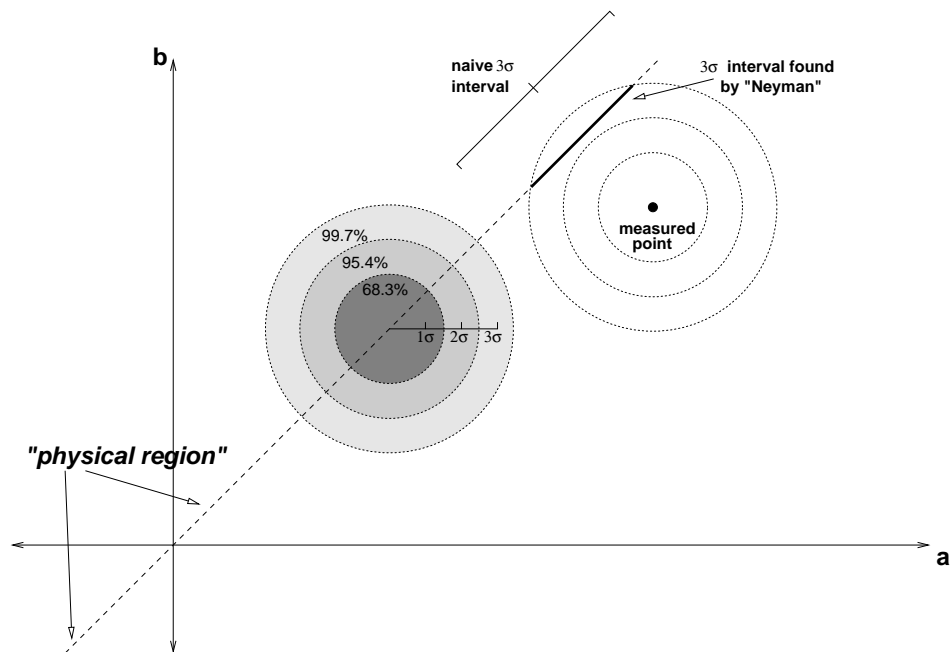 b
naive 3σ
interval
3σ interval found
by "Neyman"
99.7%
95.4%
68.3%
measured
point
1σ 2σ 3σ
"physical region"
a